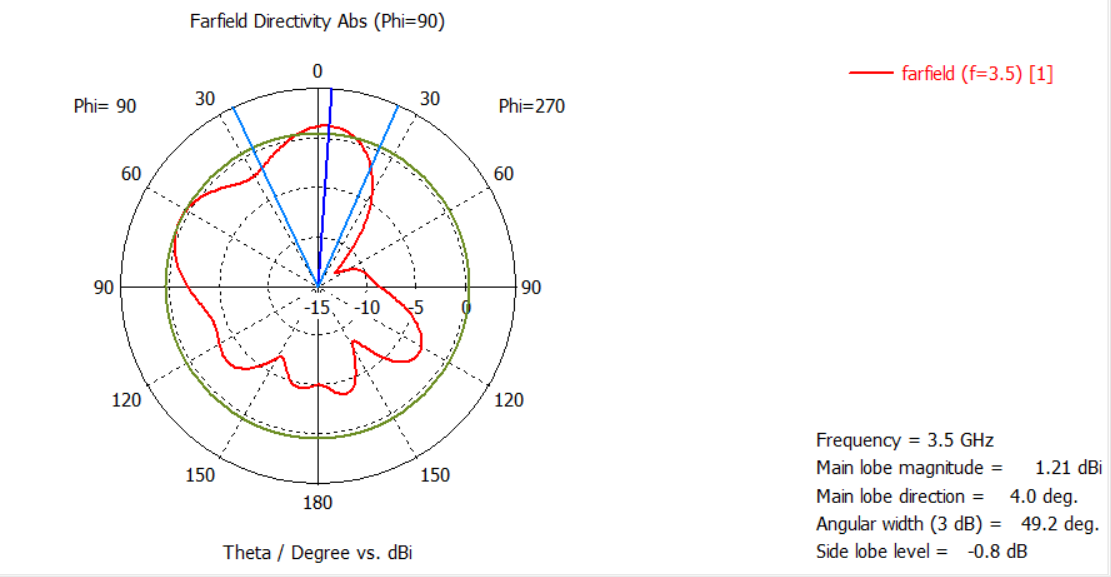 Farfield Directivity Abs (Phi=90)
farfield (f=3.5) [1]
0
Phi= 90
30
30
Phi=270
60
60
90
90
-15
-10
-5
0
120
120
150
150
180
Theta / Degree vs. dBi
Frequency = 3.5 GHz
Main lobe magnitude = 1.21 dBi
Main lobe direction = 4.0 deg.
Angular width (3 dB) = 49.2 deg.
Side lobe level = -0.8 dB